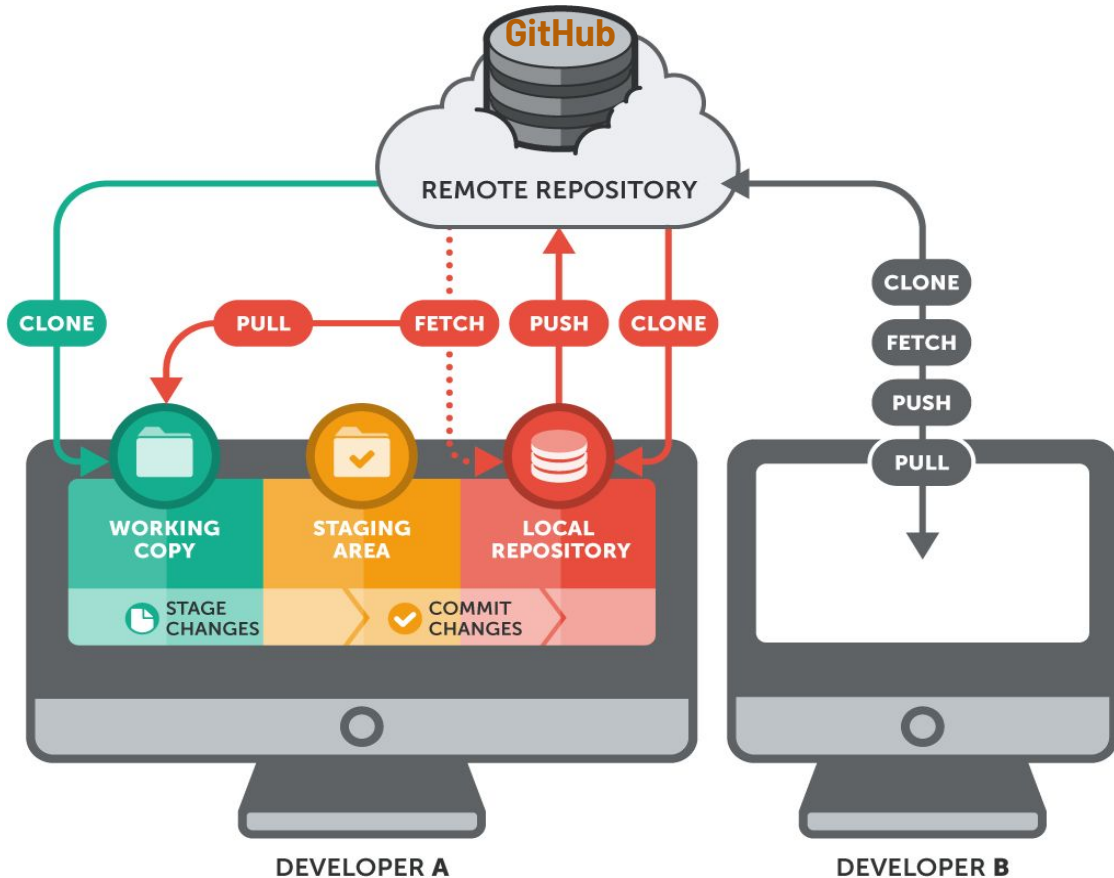 GitHub
REMOTE REPOSITORY
CLONE
PULL
FETCH
PUSH
CLONE
CLONE
FETCH
PUSH
PULL
WORKING
COPY
STAGING
AREA
LOCAL
REPOSITORY
STAGE
CHANGES
COMMIT
CHANGES
DEVELOPER A
DEVELOPER B